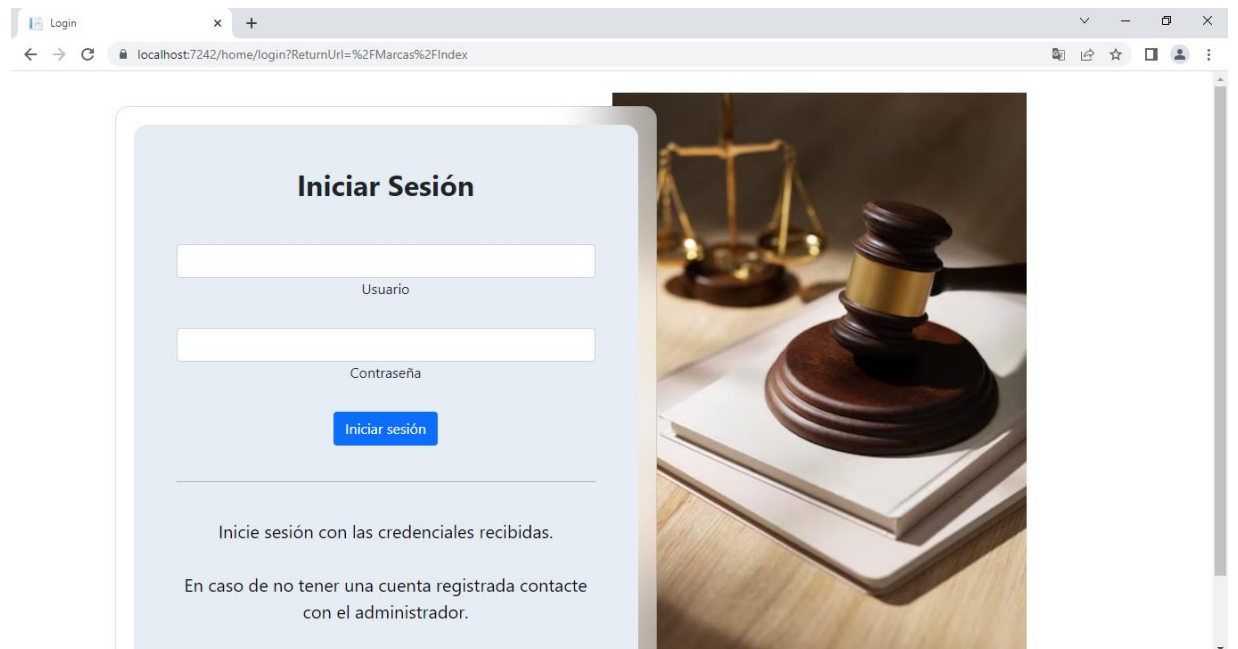 Login
localhost:7242/home/login?ReturnUrl=%2FMarcas%2FIndex
Iniciar Sesión
Usuario
Contraseña
Iniciar sesión
Inicie sesión con las credenciales recibidas.
En caso de no tener una cuenta registrada contacte
con el administrador.